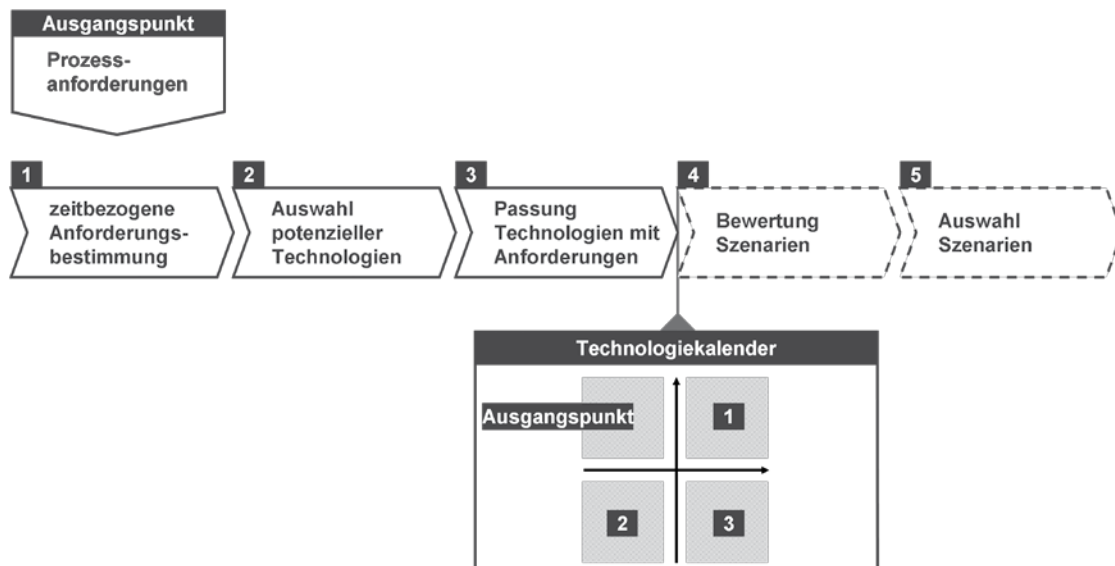 Ausgangspunkt
Prozess-
anforderungen
1
zeitbezogene
Anforderungs-
bestimmung
2
Auswahl
potenzieller
Technologien
3
Passung
Technologien mit
Anforderungen
4
Bewertung
Szenarien
5
Auswahl
Szenarien
Technologiekalender
Ausgangspunkt
1
2
3